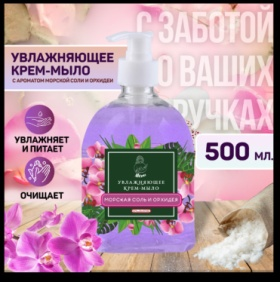 С ЗАБОТОЙ
О ВАШИХ
РУЧКАХ
УВЛАЖНЯЮЩЕЕ
КРЕМ-МЫЛО
С АРОМАТОМ МОРСКОЙ СОЛИ И ОРХИДЕИ
УВЛАЖНЯЕТ
И ПИТАЕТ
ОЧИЩАЕТ
500 МЛ.
УВЛАЖНЯЮЩЕЕ
КРЕМ-МЫЛО
МОРСКАЯ СОЛЬ И ОРХИДЕЯ